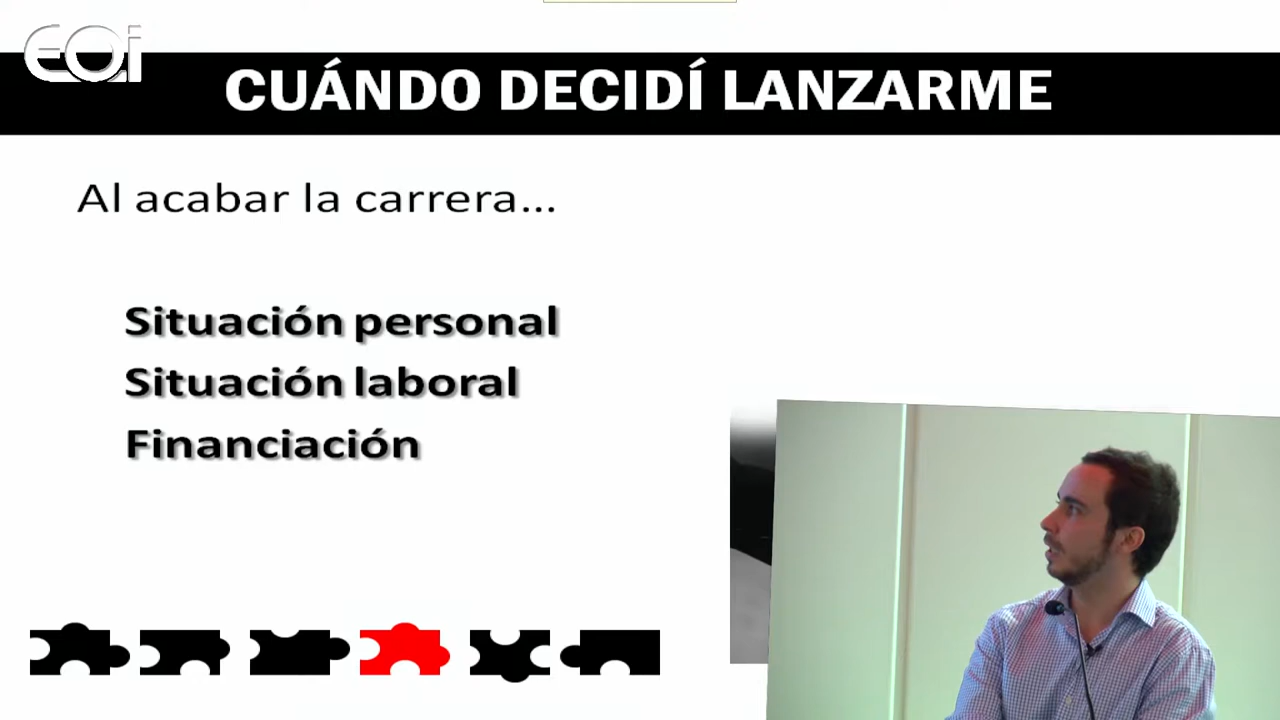 EOi
CUÁNDO DECIDÍ LANZARME
Al acabar la carrera...
Situación personal
Situación laboral
Financiación